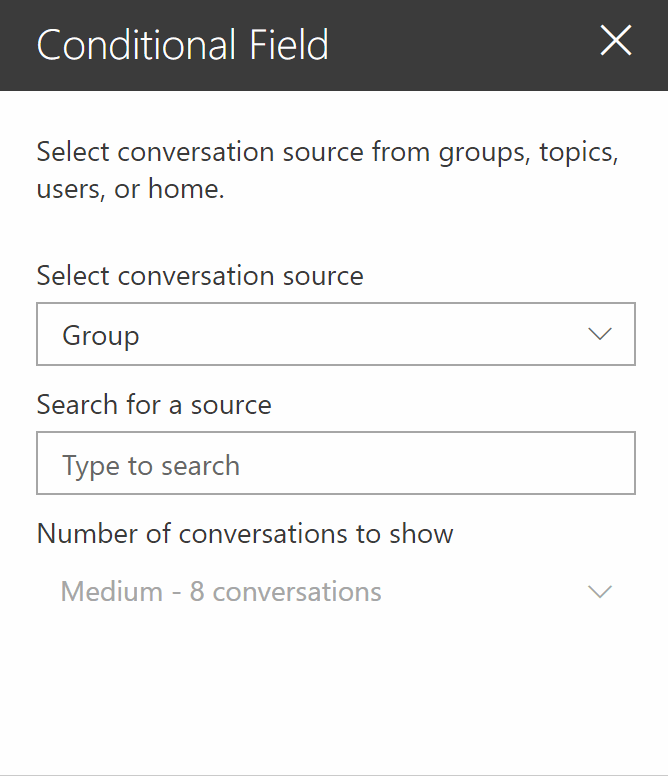 Conditional Field
Select conversation source from groups, topics,
users, or home.
Select conversation source
Group
Search for a source
Type to search
Number of conversations to show
Medium - 8 conversations